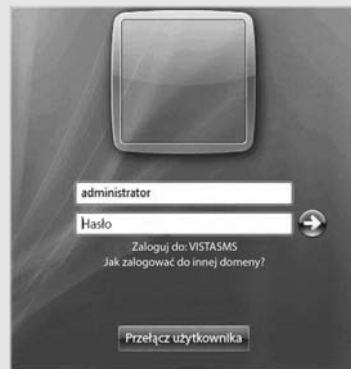 administrator
Hasło
Zaloguj do: VISTASMS
Jak zalogować do innej domeny?
Przełącz użytkownika